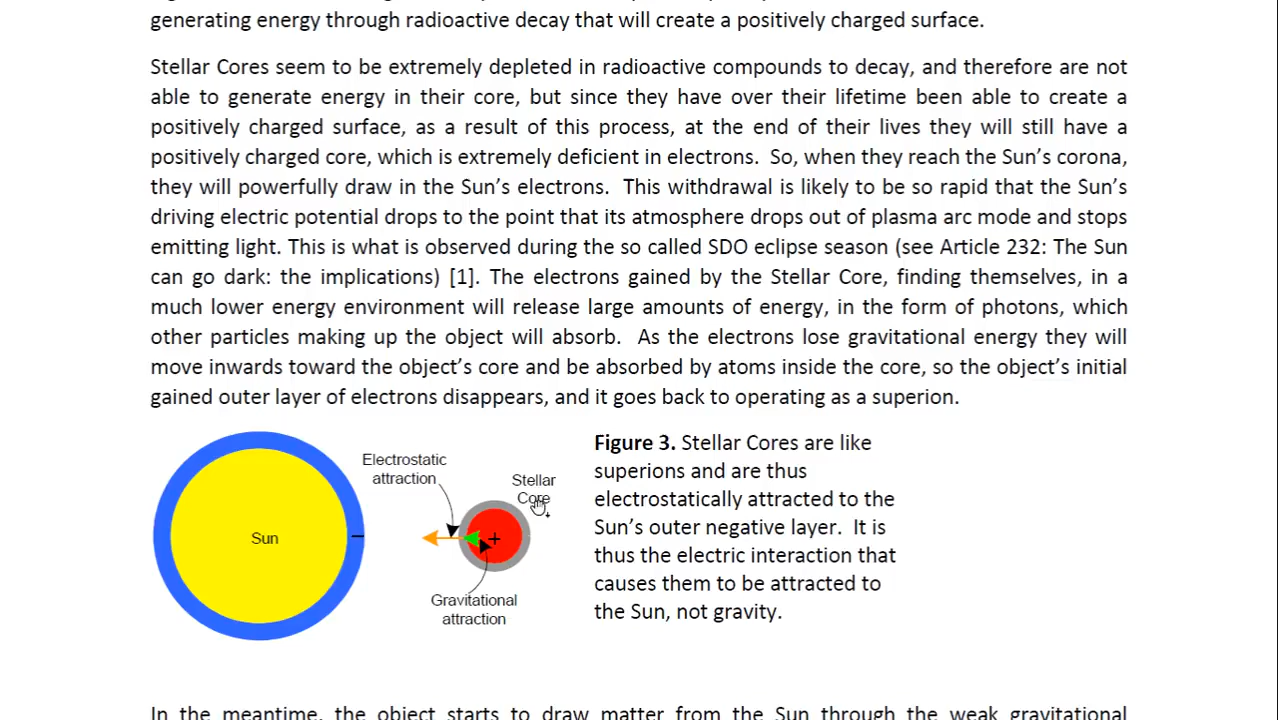 generating energy through radioactive decay that will create a positively charged surface.
Stellar Cores seem to be extremely depleted in radioactive compounds to decay, and therefore are not
able to generate energy in their core, but since they have over their lifetime been able to create a
positively charged surface, as a result of this process, at the end of their lives they will still have a
positively charged core, which is extremely deficient in electrons.  So, when they reach the Sun’s corona,
they will powerfully draw in the Sun’s electrons.  This withdrawal is likely to be so rapid that the Sun’s
driving electric potential drops to the point that its atmosphere drops out of plasma arc mode and stops
emitting light. This is what is observed during the so called SDO eclipse season (see Article 232: The Sun
can go dark: the implications) [1]. The electrons gained by the Stellar Core, finding themselves, in a
much lower energy environment will release large amounts of energy, in the form of photons, which
other particles making up the object will absorb.  As the electrons lose gravitational energy they will
move inwards toward the object’s core and be absorbed by atoms inside the core, so the object’s initial
gained outer layer of electrons disappears, and it goes back to operating as a superion.
Sun
−
Electrostatic
attraction
Stellar
Core
+
Gravitational
attraction
Figure 3. Stellar Cores are like
superions and are thus
electrostatically attracted to the
Sun’s outer negative layer.  It is
thus the electric interaction that
causes them to be attracted to
the Sun, not gravity.
In the meantime, the object starts to draw matter from the Sun through the weak gravitational